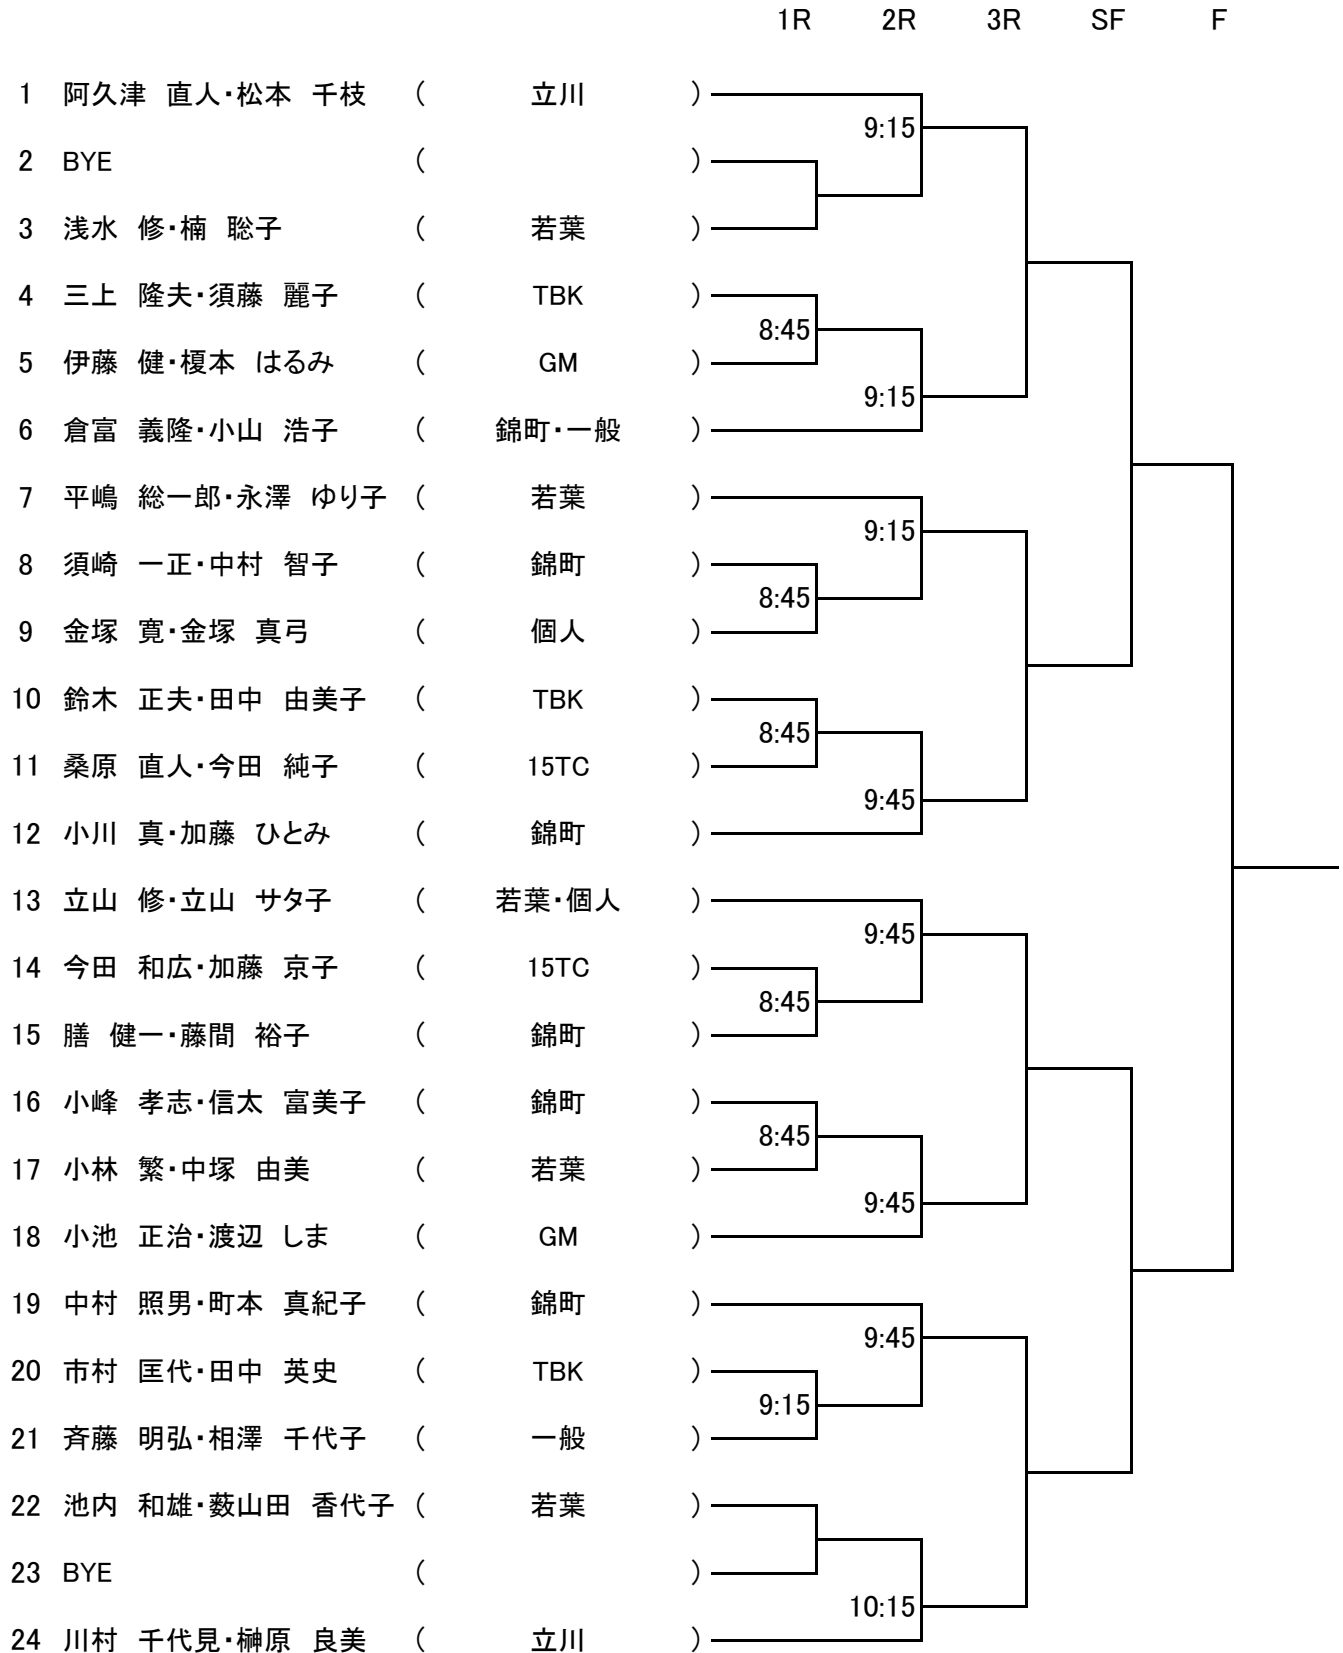 1R 2R 3R SF F
1 阿久津 直人・松本 千枝 ( 立川 )
9:15
2 BYE ( )
3 浅水 修・楠 聡子 ( 若葉 )
4 三上 隆夫・須藤 麗子 ( TBK )
8:45
5 伊藤 健・榎本 はるみ ( GM )
9:15
6 倉富 義隆・小山 浩子 ( 錦町・一般 )
7 平嶋 総一郎・永澤 ゆり子 ( 若葉 )
9:15
8 須崎 一正・中村 智子 ( 錦町 )
8:45
9 金塚 寛・金塚 真弓 ( 個人 )
10 鈴木 正夫・田中 由美子 ( TBK )
8:45
11 桑原 直人・今田 純子 ( 15TC )
9:45
12 小川 真・加藤 ひとみ ( 錦町 )
13 立山 修・立山 サタ子 ( 若葉・個人 )
9:45
14 今田 和広・加藤 京子 ( 15TC )
8:45
15 膳 健一・藤間 裕子 ( 錦町 )
16 小峰 孝志・信太 富美子 ( 錦町 )
8:45
17 小林 繁・中塚 由美 ( 若葉 )
9:45
18 小池 正治・渡辺 しま ( GM )
19 中村 照男・町本 真紀子 ( 錦町 )
9:45
20 市村 匡代・田中 英史 ( TBK )
9:15
21 斉藤 明弘・相澤 千代子 ( 一般 )
22 池内 和雄・薮山田 香代子 ( 若葉 )
23 BYE ( )
10:15
24 川村 千代見・榊原 良美 ( 立川 )